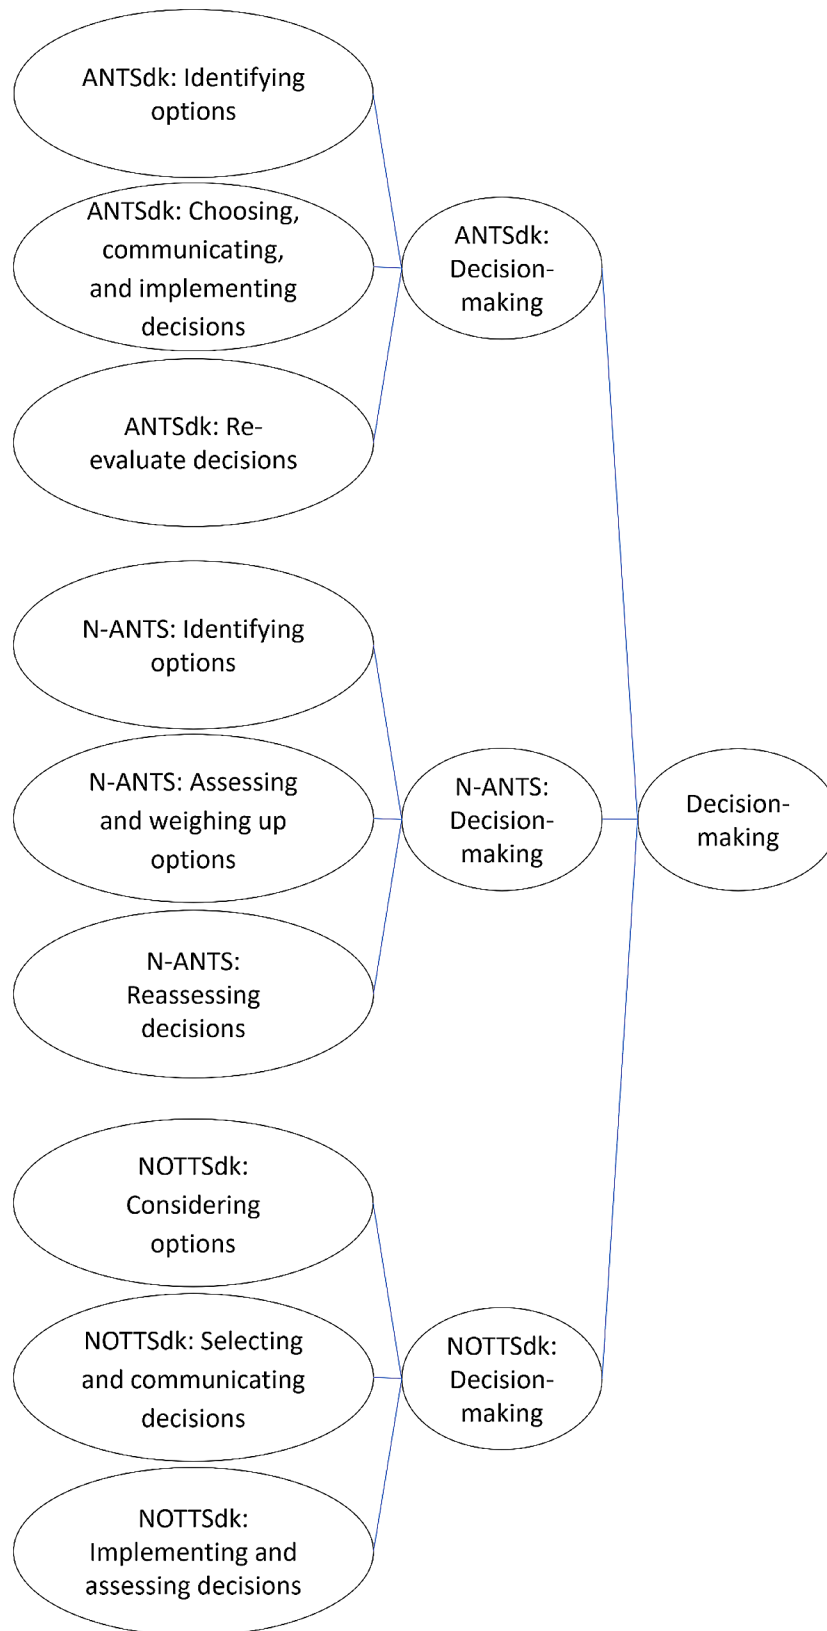 ANTSdk: Identifying
options
ANTSdk: Choosing,
communicating,
and implementing
decisions
ANTSdk: Re-
evaluate decisions
ANTSdk:
Decision-
making
N-ANTS: Identifying
options
N-ANTS: Assessing
and weighing up
options
N-ANTS:
Reassessing
decisions
N-ANTS:
Decision-
making
Decision-
making
NOTTSdk:
Considering
options
NOTTSdk: Selecting
and communicating
decisions
NOTTSdk:
Implementing and
assessing decisions
NOTTSdk:
Decision-
making